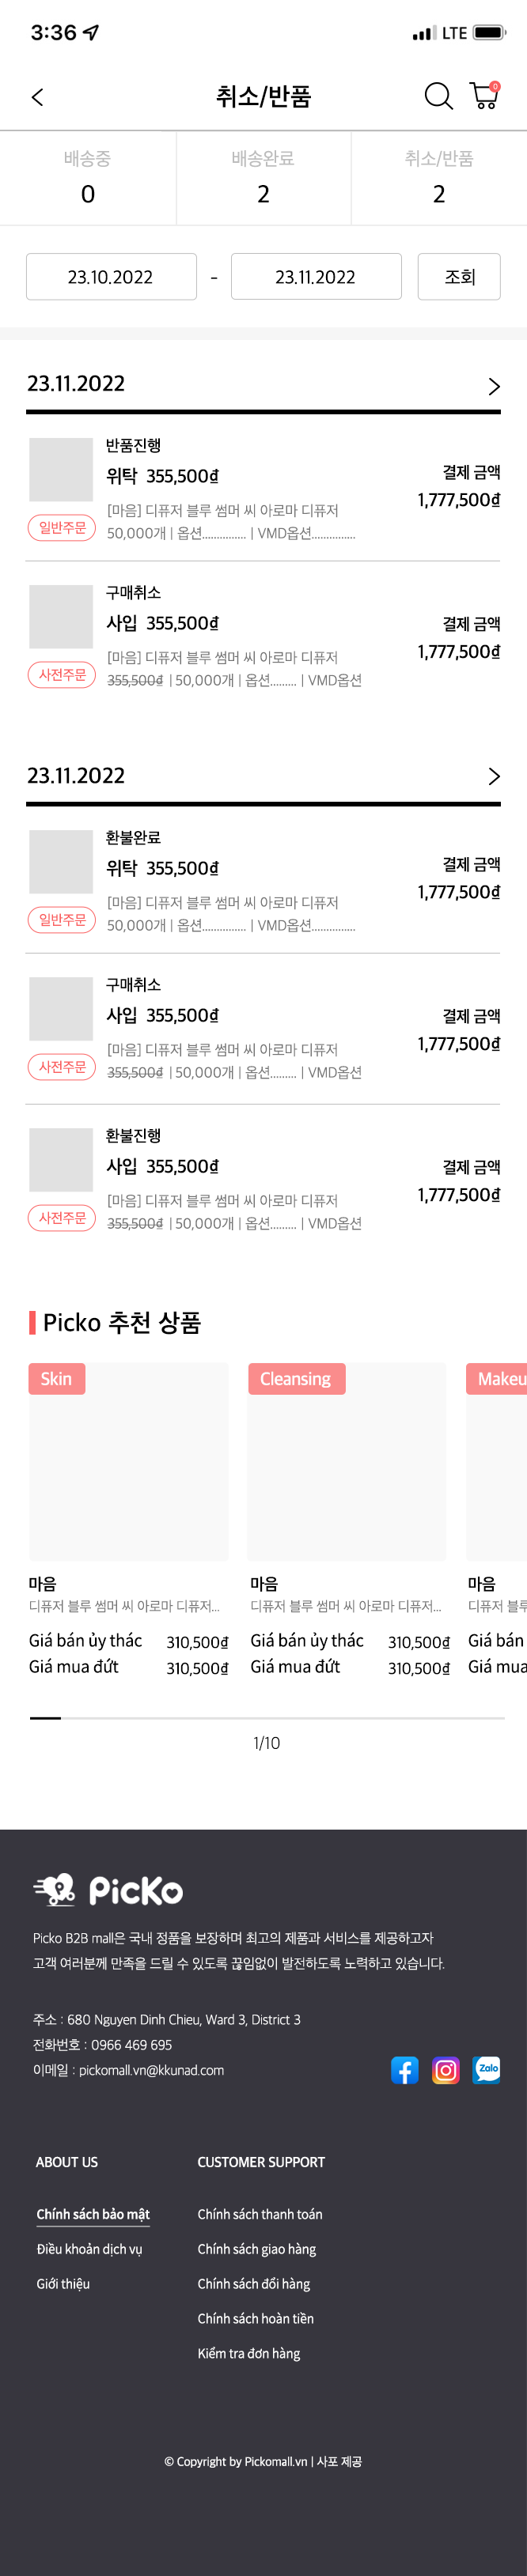 3:36 LTE
취소/반품 0
배송중 배송완료 취소/반품
0 2 2
23.10.2022 - 23.11.2022 조회
23.11.2022
반품진행
위탁 355,500₫ 결제 금액
1,777,500₫
[마음] 디퓨저 블루 썸머 씨 아로마 디퓨저
일반주문 50,000개 | 옵션............... | VMD옵션...............
구매취소
사입 355,500₫ 결제 금액
1,777,500₫
[마음] 디퓨저 블루 썸머 씨 아로마 디퓨저
사전주문 355,500₫ | 50,000개 | 옵션......... | VMD옵션
23.11.2022
환불완료
위탁 355,500₫ 결제 금액
1,777,500₫
[마음] 디퓨저 블루 썸머 씨 아로마 디퓨저
일반주문 50,000개 | 옵션............... | VMD옵션...............
구매취소
사입 355,500₫ 결제 금액
1,777,500₫
[마음] 디퓨저 블루 썸머 씨 아로마 디퓨저
사전주문 355,500₫ | 50,000개 | 옵션......... | VMD옵션
환불진행
사입 355,500₫ 결제 금액
1,777,500₫
[마음] 디퓨저 블루 썸머 씨 아로마 디퓨저
사전주문 355,500₫ | 50,000개 | 옵션......... | VMD옵션
Picko 추천 상품
Skin Cleansing Makeu
마음 마음 마음
디퓨저 블루 썸머 씨 아로마 디퓨저... 디퓨저 블루 썸머 씨 아로마 디퓨저... 디퓨저 블루
Giá bán ủy thác 310,500₫ Giá bán ủy thác 310,500₫ Giá bán
Giá mua đứt 310,500₫ Giá mua đứt 310,500₫ Giá mua
1/10
PicKo
Picko B2B mall은 국내 정품을 보장하며 최고의 제품과 서비스를 제공하고자
고객 여러분께 만족을 드릴 수 있도록 끊임없이 발전하도록 노력하고 있습니다.
주소 : 680 Nguyen Dinh Chieu, Ward 3, District 3
전화번호 : 0966 469 695
이메일 : pickomall.vn@kkunad.com
Zalo
ABOUT US CUSTOMER SUPPORT
Chính sách bảo mật Chính sách thanh toán
Điều khoản dịch vụ Chính sách giao hàng
Giới thiệu Chính sách đổi hàng
Chính sách hoàn tiền
Kiểm tra đơn hàng
© Copyright by Pickomall.vn | 사포 제공